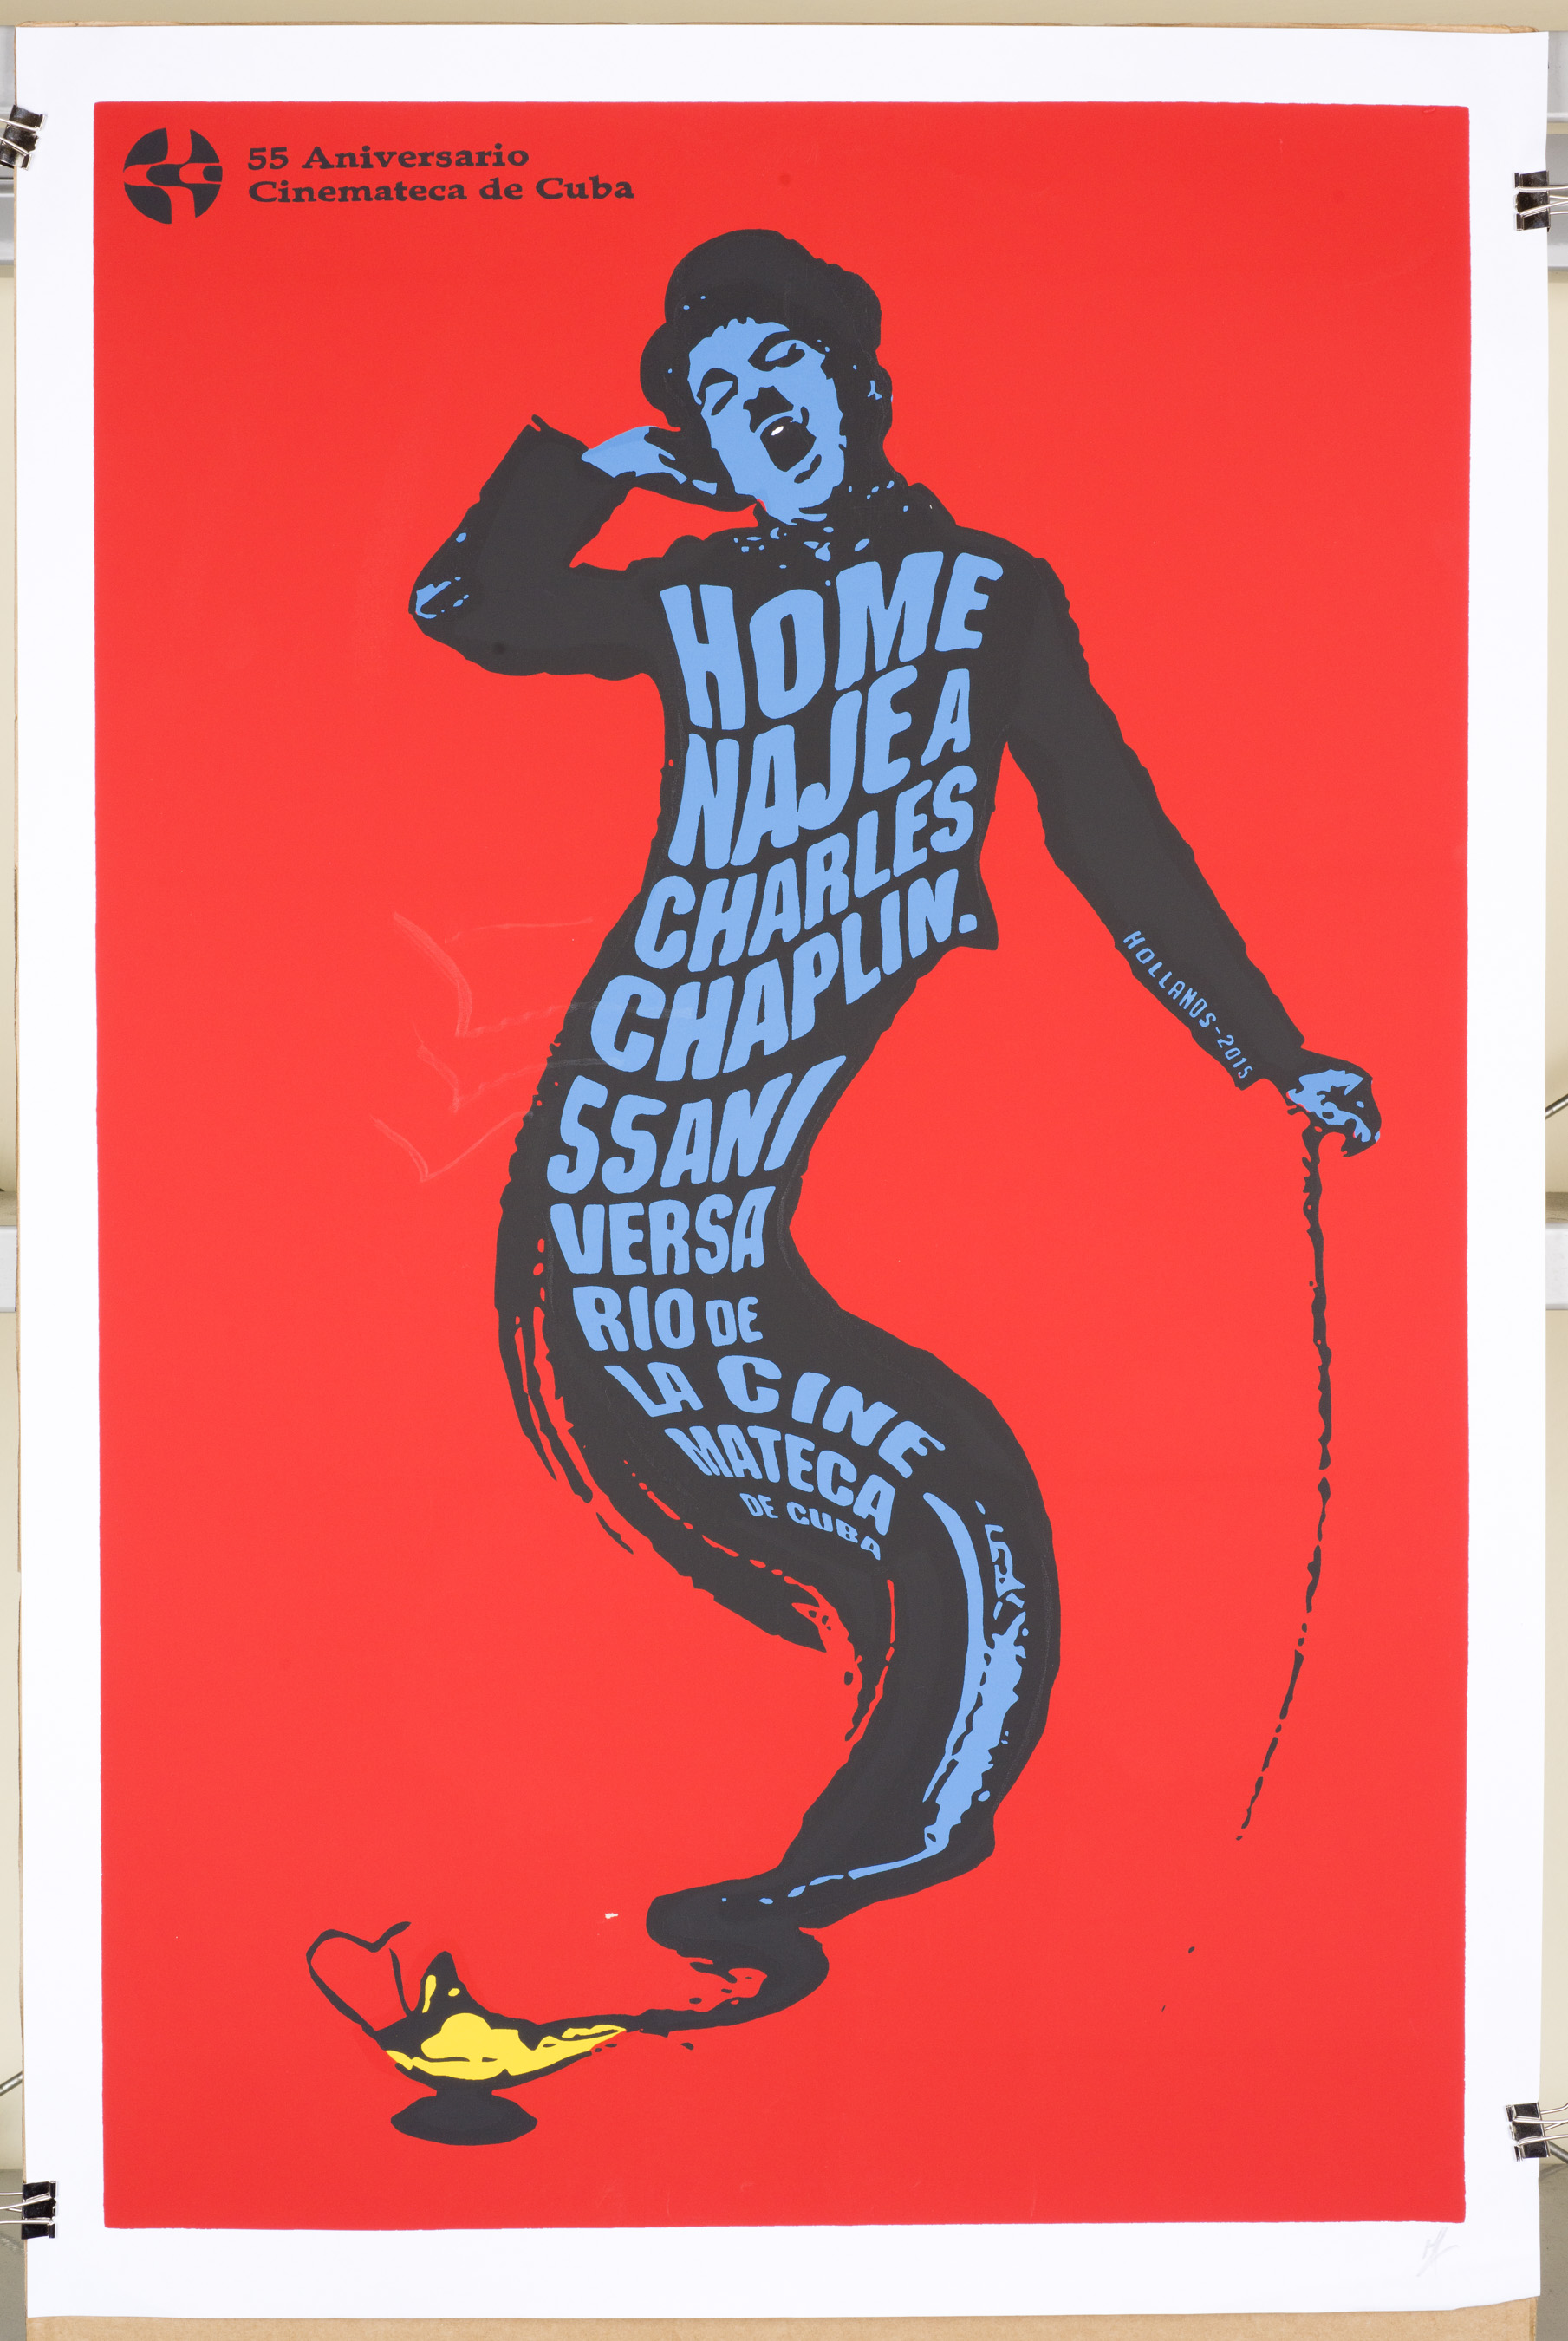 55 Aniversario
Cinemateca de Cuba
HOME
NAJE A
CHARLES
CHAPLIN.
55 ANI
VERSA
RIO DE
LA CINE
MATECA
DE CUBA
HOLLANOS-2015